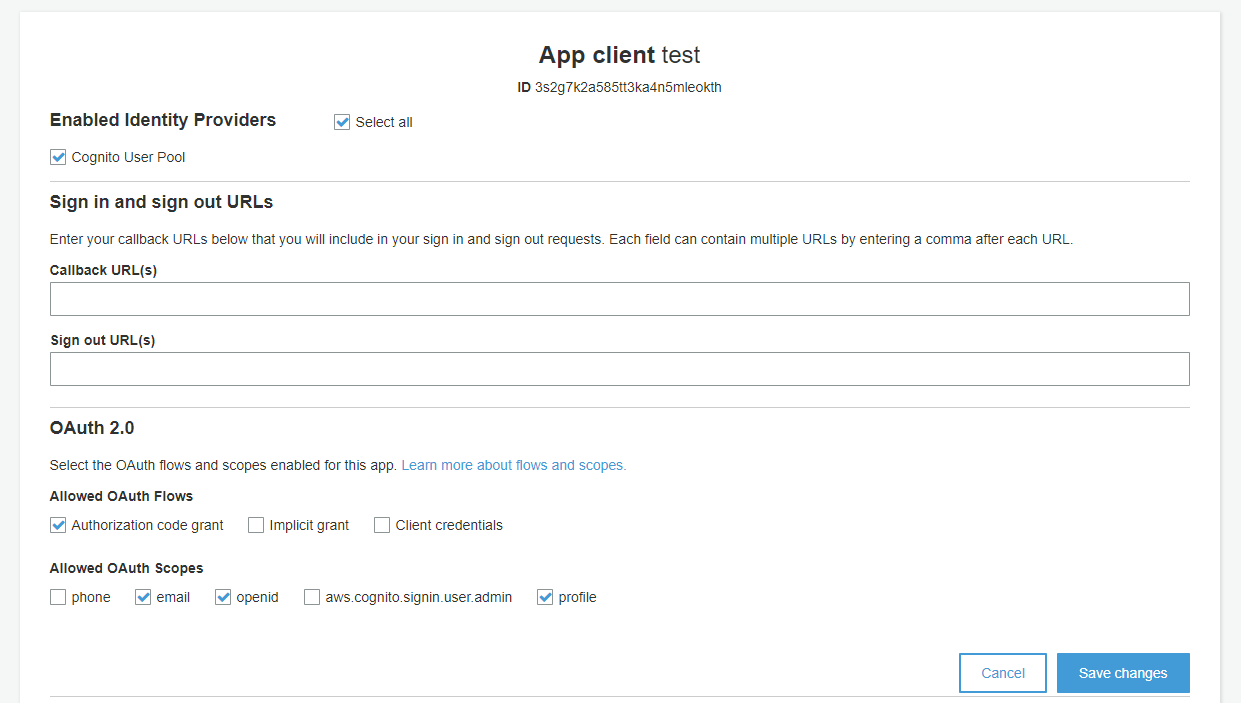 App client test
ID 3s2g7k2a585tt3ka4n5mleokth
Enabled Identity Providers Select all
Cognito User Pool
Sign in and sign out URLs
Enter your callback URLs below that you will include in your sign in and sign out requests. Each field can contain multiple URLs by entering a comma after each URL.
Callback URL(s)
Sign out URL(s)
OAuth 2.0
Select the OAuth flows and scopes enabled for this app. Learn more about flows and scopes.
Allowed OAuth Flows
Authorization code grant Implicit grant Client credentials
Allowed OAuth Scopes
phone email openid aws.cognito.signin.user.admin profile
Cancel Save changes